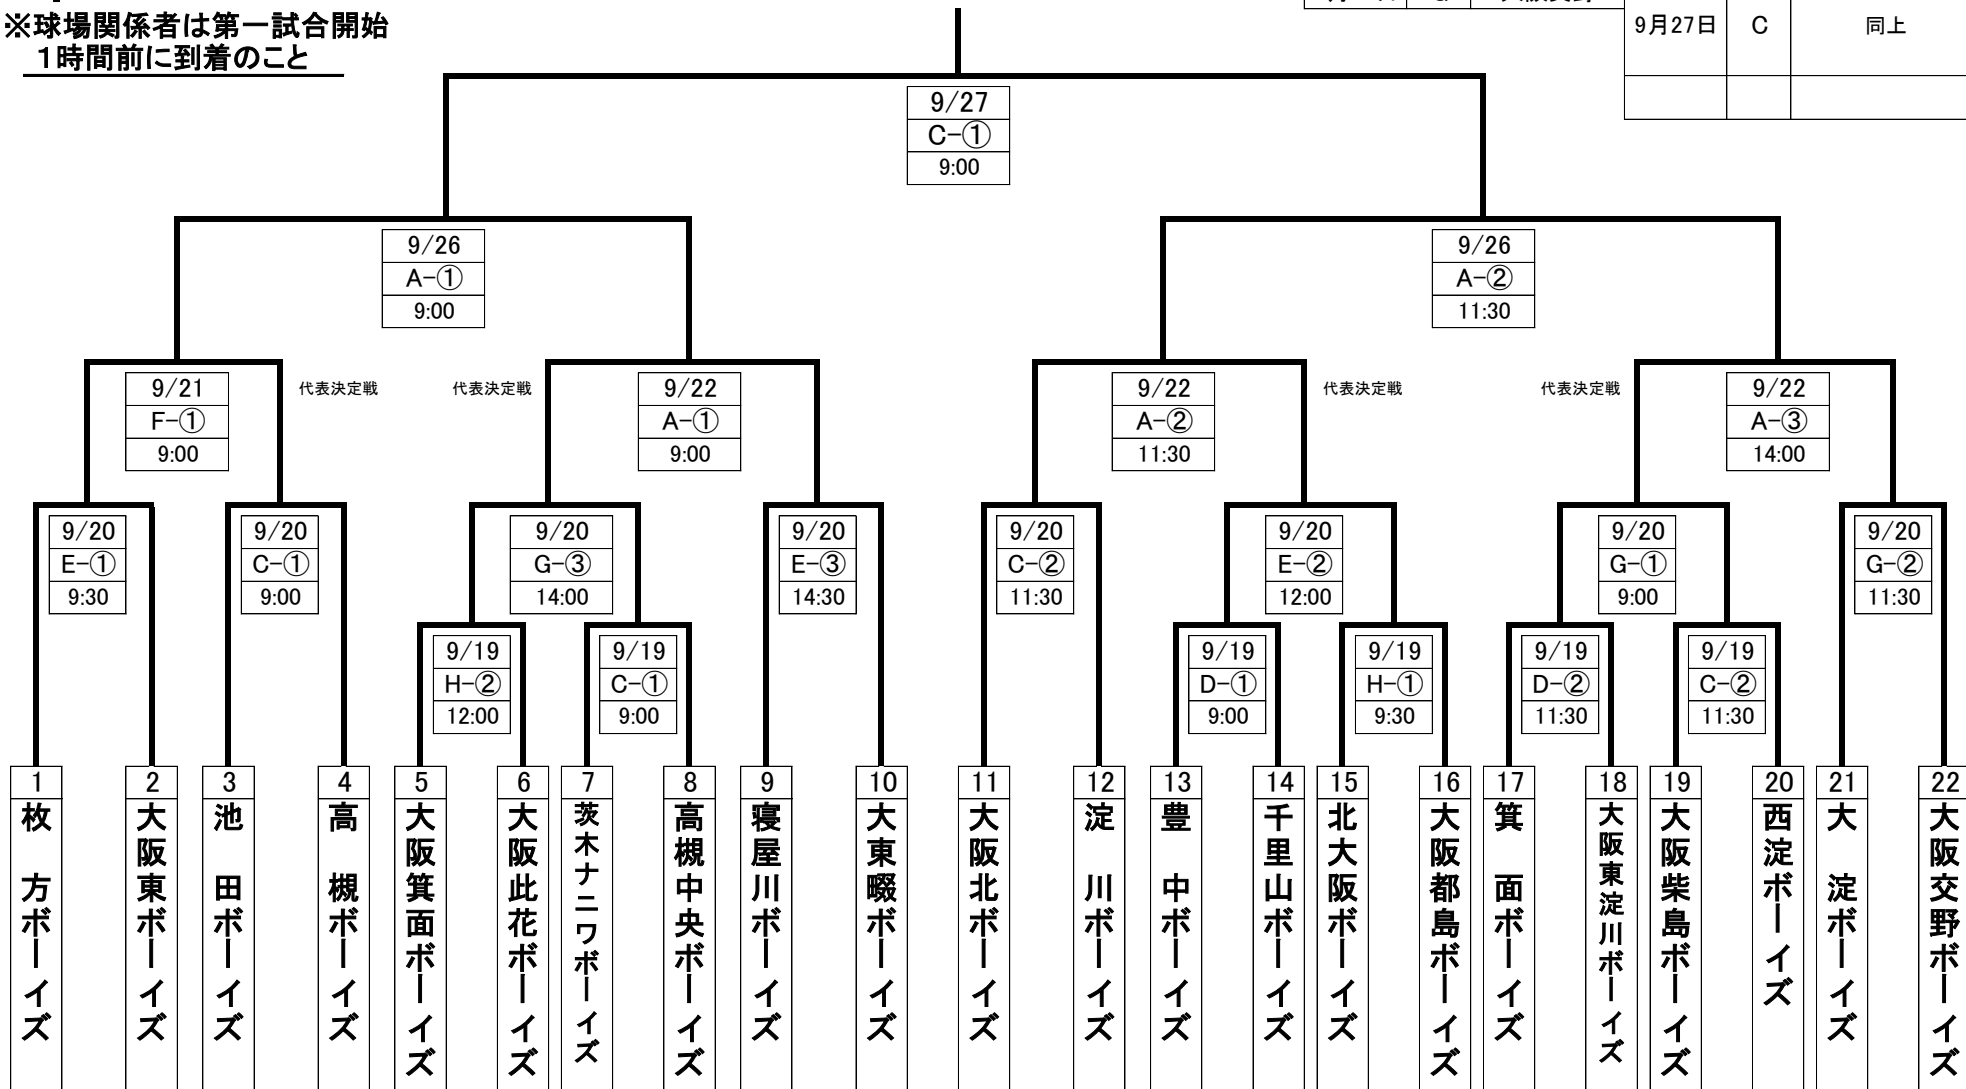 ※球場関係者は第一試合開始
1時間前に到着のこと
9月27日 C 同上
9/27
C-①
9:00
9/26
A-①
9:00
9/26
A-②
11:30
9/21
F-①
9:00
代表決定戦
代表決定戦
9/22
A-①
9:00
9/22
A-②
11:30
代表決定戦
代表決定戦
9/22
A-③
14:00
9/20
E-①
9:30
9/20
C-①
9:00
9/20
G-③
14:00
9/20
E-③
14:30
9/20
C-②
11:30
9/20
E-②
12:00
9/20
G-①
9:00
9/20
G-②
11:30
9/19
H-②
12:00
9/19
C-①
9:00
9/19
D-①
9:00
9/19
H-①
9:30
9/19
D-②
11:30
9/19
C-②
11:30
1
枚 方ボーイズ
2
大阪東ボーイズ
3
池 田ボーイズ
4
高 槻ボーイズ
5
大阪箕面ボーイズ
6
大阪此花ボーイズ
7
茨木ナニワボーイズ
8
高槻中央ボーイズ
9
寝屋川ボーイズ
10
大東畷ボーイズ
11
大阪北ボーイズ
12
淀 川ボーイズ
13
豊 中ボーイズ
14
千里山ボーイズ
15
北大阪ボーイズ
16
大阪都島ボーイズ
17
箕 面ボーイズ
18
大阪東淀川ボーイズ
19
大阪柴島ボーイズ
20
西淀ボーイズ
21
大 淀ボーイズ
22
大阪交野ボーイズ